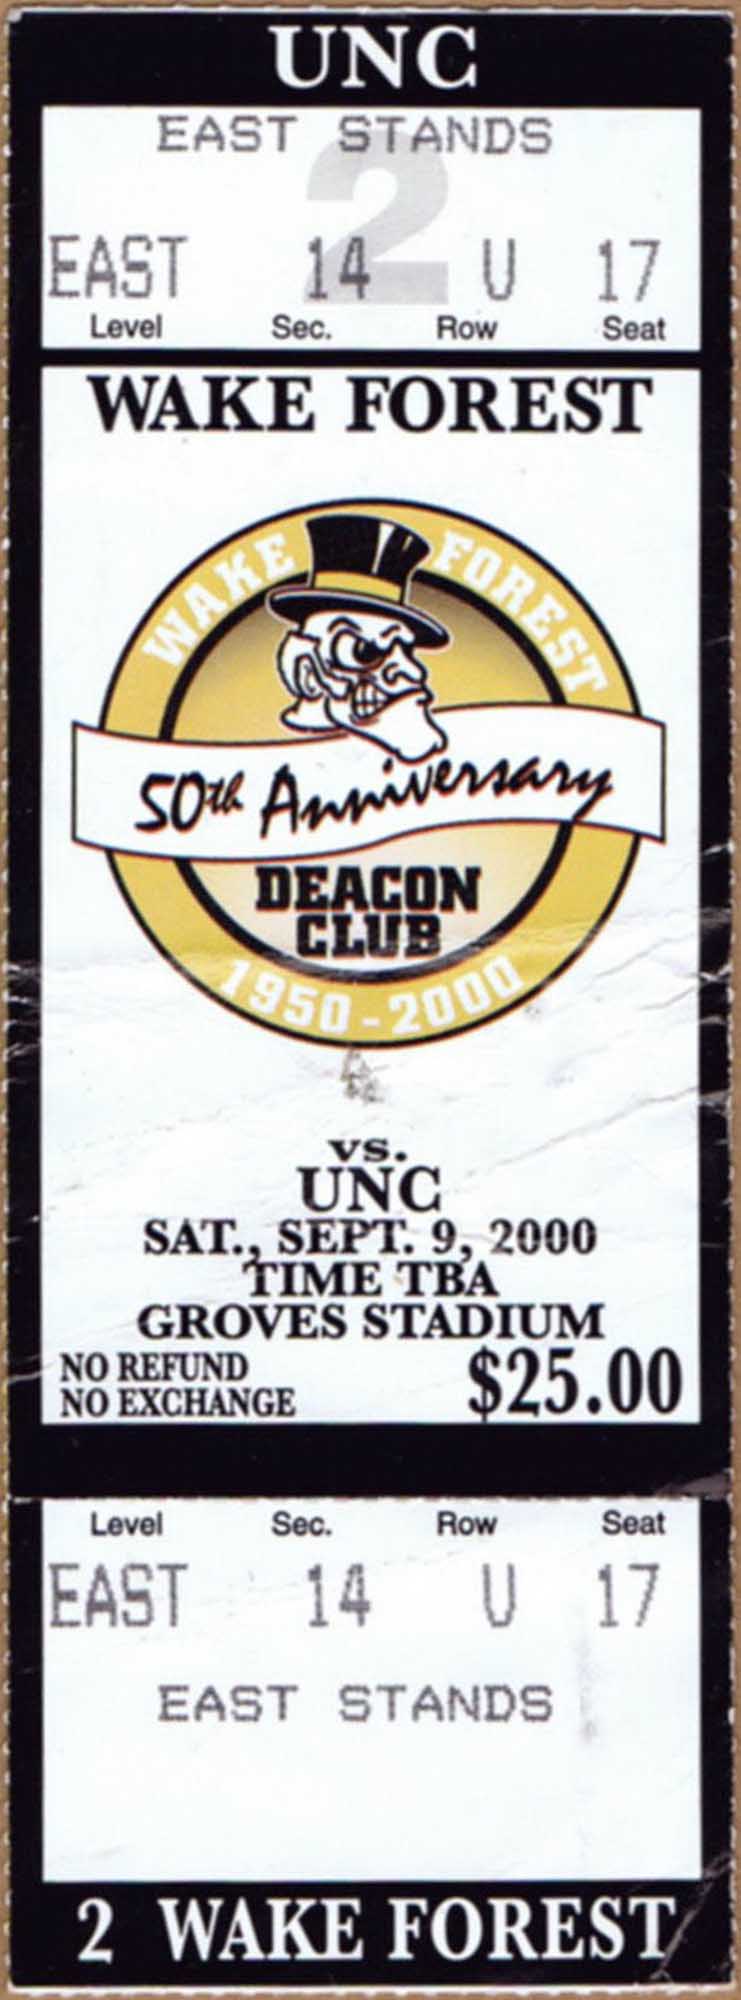 UNC
EAST STANDS
2
EAST 14 U 17
Level Sec. Row Seat
WAKE FOREST
WAKE FOREST
50th Anniversary
DEACON
CLUB
1950-2000
vs.
UNC
SAT., SEPT. 9, 2000
TIME TBA
GROVES STADIUM
NO REFUND
NO EXCHANGE
$25.00
Level Sec. Row Seat
EAST 14 U 17
EAST STANDS
2 WAKE FOREST